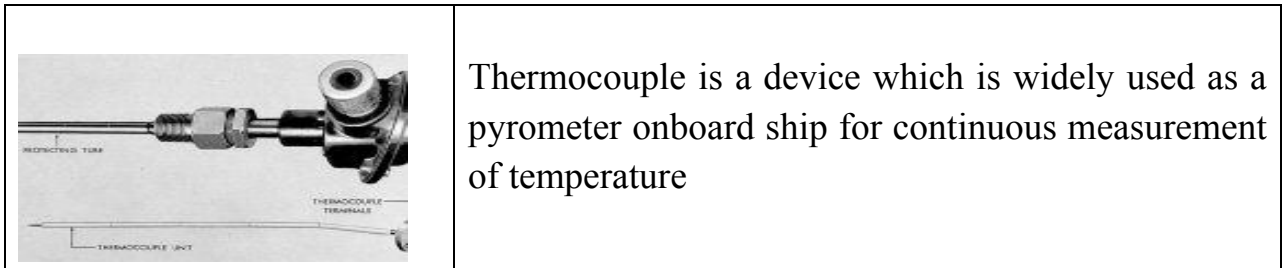 PROTECTING TUBE
THERMOCOUPLE
TERMINALS
THERMOCOUPLE UNIT
Thermocouple is a device which is widely used as a
pyrometer onboard ship for continuous measurement
of temperature